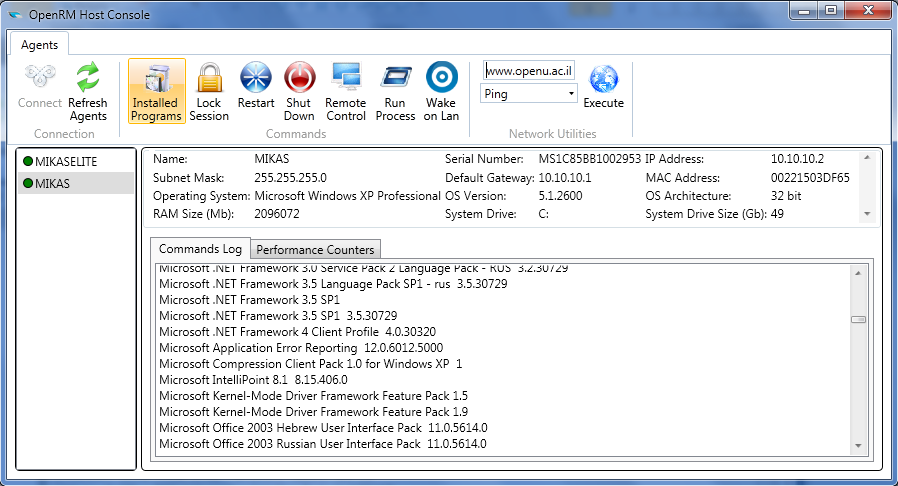 OpenRM Host Console
Agents
Connect
Refresh Agents
Installed Programs
Lock Session
Restart
Shut Down
Remote Control
Run Process
Wake on Lan
www.openu.ac.il
Ping
Execute
Connection
Commands
Network Utilities
MIKASELITE
MIKAS
Name: MIKAS Serial Number: MS1C85BB1002953 IP Address: 10.10.10.2
Subnet Mask: 255.255.255.0 Default Gateway: 10.10.10.1 MAC Address: 00221503DF65
Operating System: Microsoft Windows XP Professional OS Version: 5.1.2600 OS Architecture: 32 bit
RAM Size (Mb): 2096072 System Drive: C: System Drive Size (Gb): 49
Commands Log Performance Counters
Microsoft .NET Framework 3.0 Service Pack 2 Language Pack - RUS 3.2.30729
Microsoft .NET Framework 3.5 Language Pack SP1 - rus 3.5.30729
Microsoft .NET Framework 3.5 SP1
Microsoft .NET Framework 3.5 SP1 3.5.30729
Microsoft .NET Framework 4 Client Profile 4.0.30320
Microsoft Application Error Reporting 12.0.6012.5000
Microsoft Compression Client Pack 1.0 for Windows XP 1
Microsoft IntelliPoint 8.1 8.15.406.0
Microsoft Kernel-Mode Driver Framework Feature Pack 1.5
Microsoft Kernel-Mode Driver Framework Feature Pack 1.9
Microsoft Office 2003 Hebrew User Interface Pack 11.0.5614.0
Microsoft Office 2003 Russian User Interface Pack 11.0.5614.0